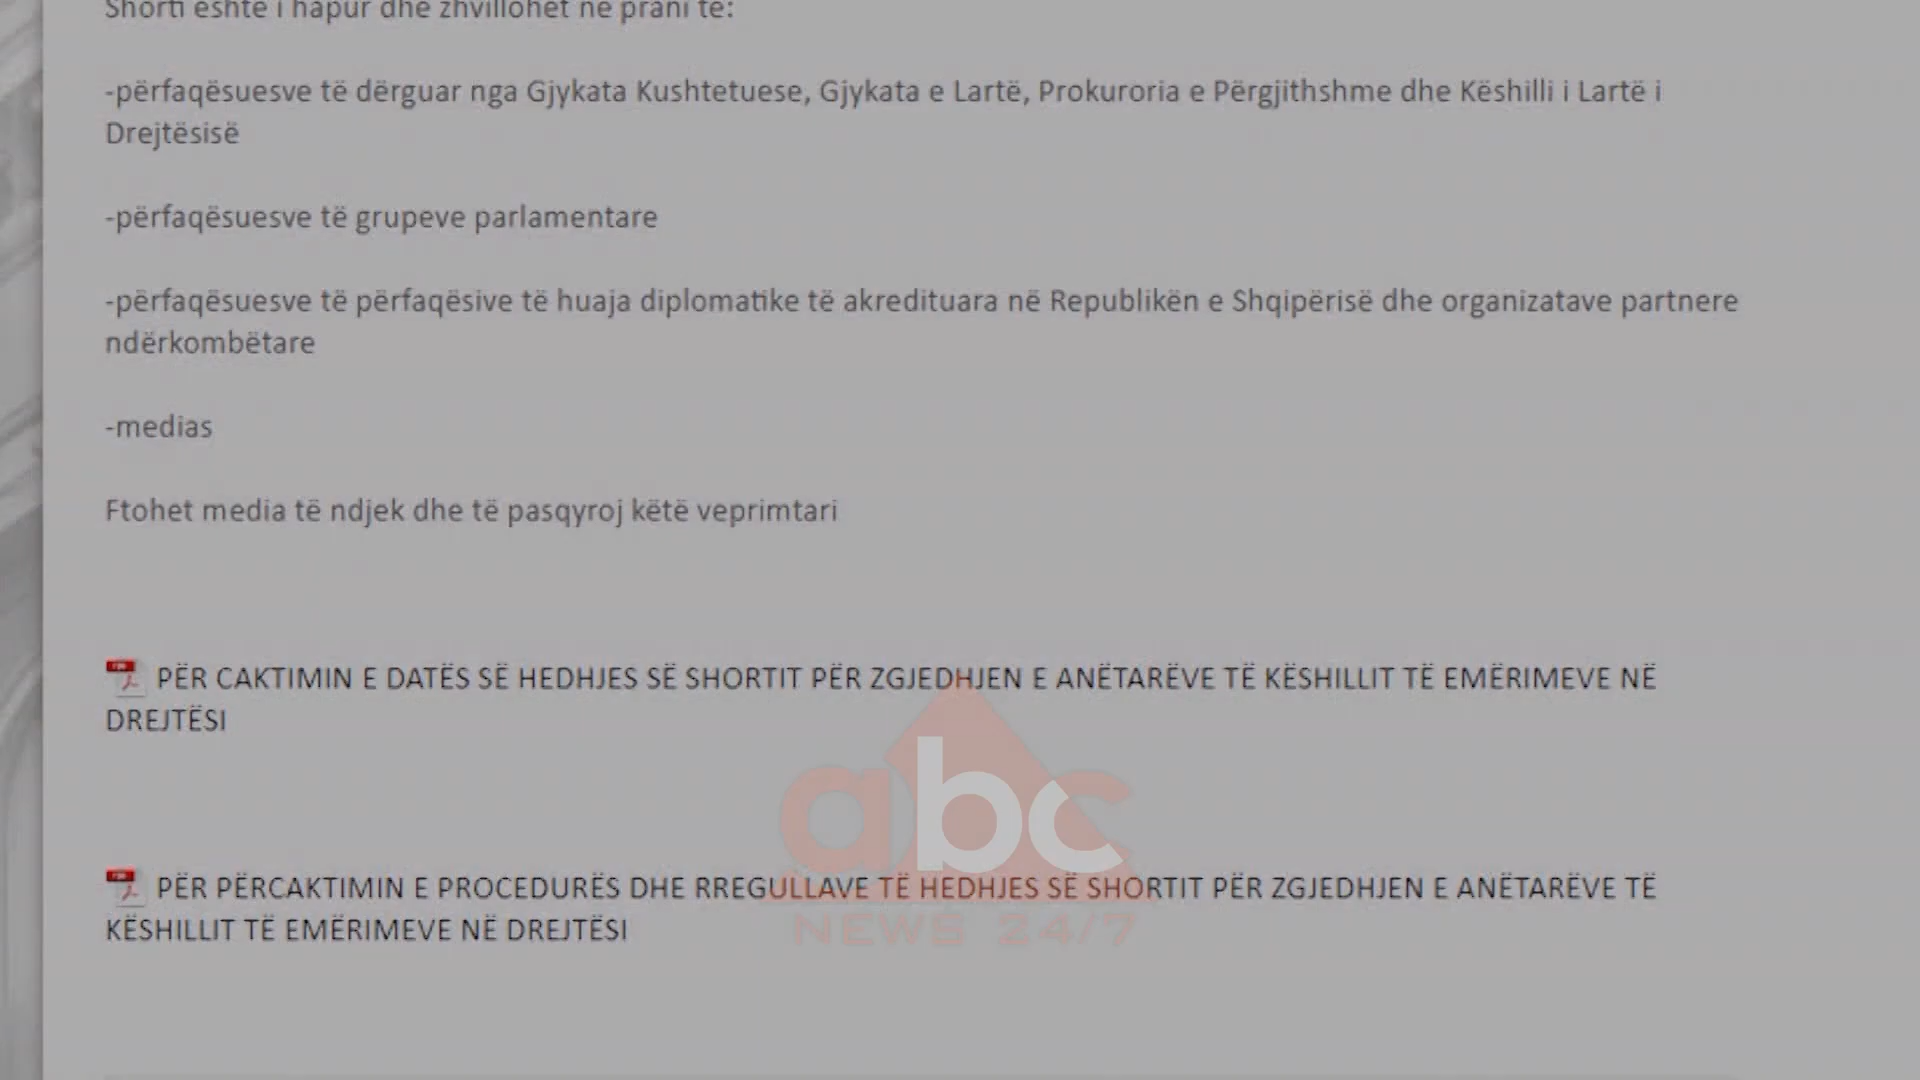 Shorti është i hapur dhe zhvillohet në prani të:
-përfaqësuesve të dërguar nga Gjykata Kushtetuese, Gjykata e Lartë, Prokuroria e Përgjithshme dhe Këshilli i Lartë i
Drejtësisë
-përfaqësuesve të grupeve parlamentare
-përfaqësuesve të përfaqësive të huaja diplomatike të akredituara në Republikën e Shqipërisë dhe organizatave partnere
ndërkombëtare
-medias
Ftohet media të ndjek dhe të pasqyroj këtë veprimtari
PËR CAKTIMIN E DATËS SË HEDHJES SË SHORTIT PËR ZGJEDHJEN E ANËTARËVE TË KËSHILLIT TË EMËRIMEVE NË
DREJTËSI
abc
PËR PËRCAKTIMIN E PROCEDURËS DHE RREGULLAVE TË HEDHJES SË SHORTIT PËR ZGJEDHJEN E ANËTARËVE TË
KËSHILLIT TË EMËRIMEVE NË DREJTËSI
NEWS 24/7